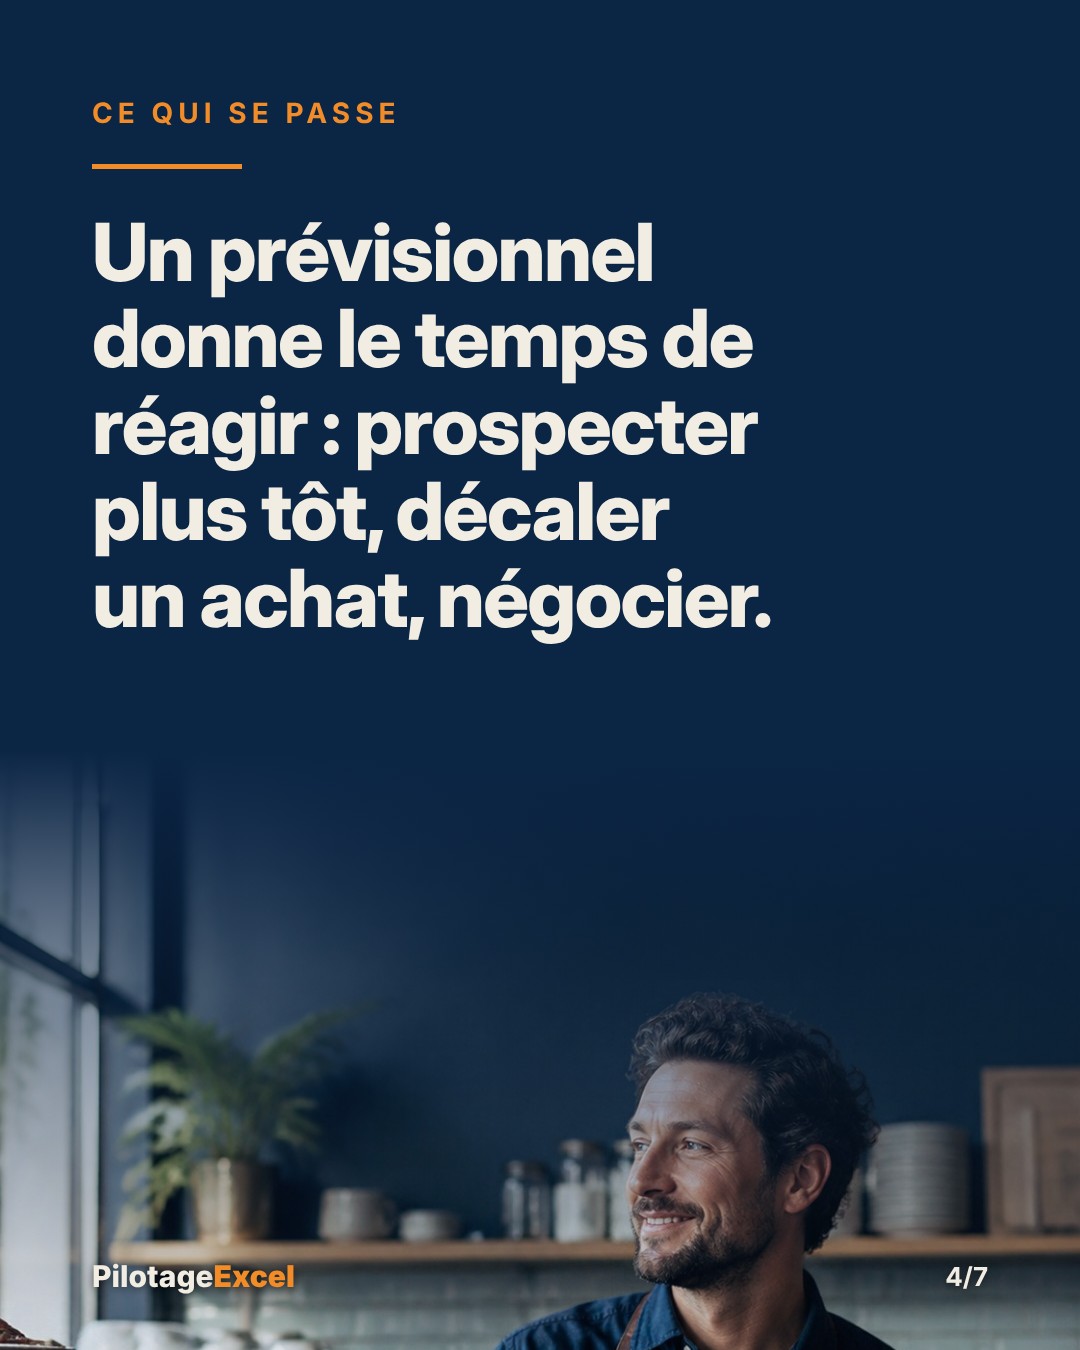 CE QUI SE PASSE
Un prévisionnel
donne le temps de
réagir : prospecter
plus tôt, décaler
un achat, négocier.
PilotageExcel
4/7